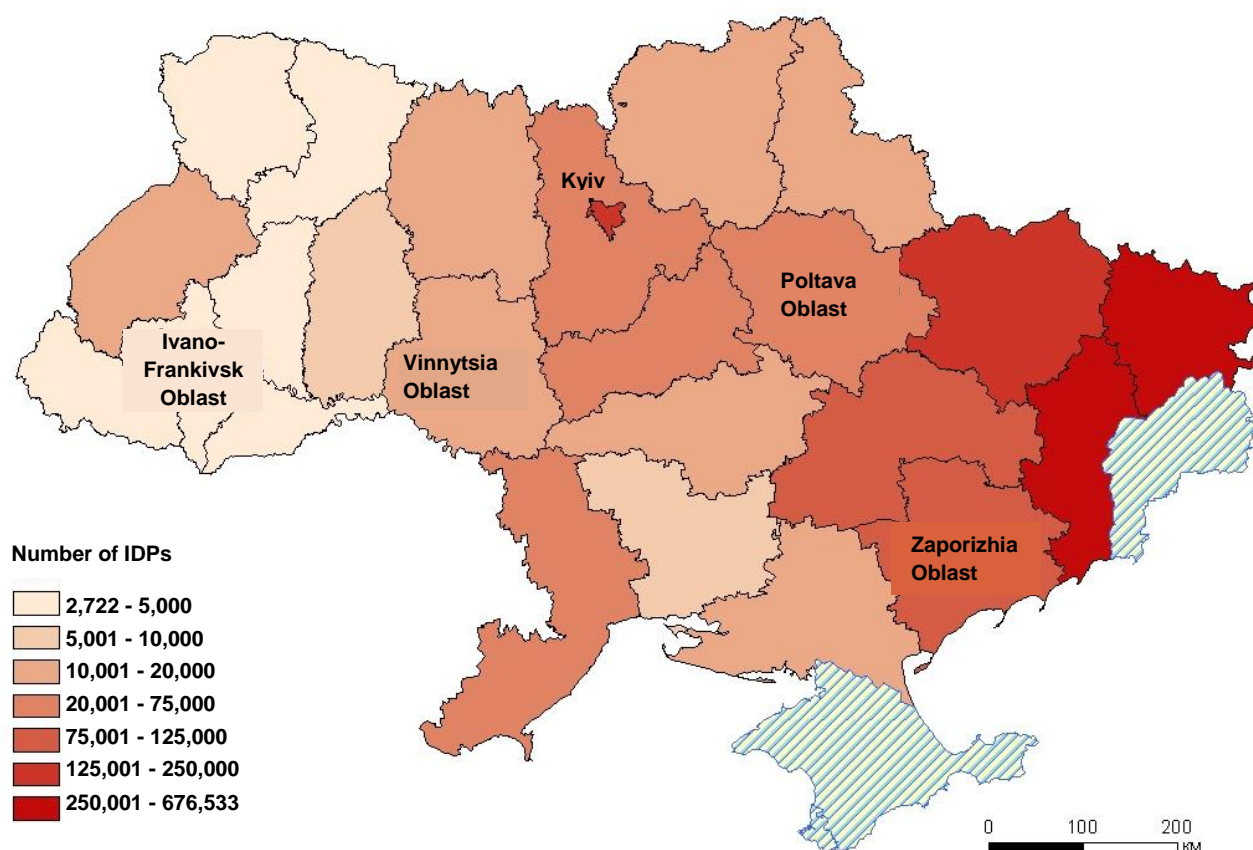 Kyiv
Poltava
Oblast
Ivano-
Frankivsk
Oblast
Vinnytsia
Oblast
Zaporizhia
Oblast
Number of IDPs
2,722 - 5,000
5,001 - 10,000
10,001 - 20,000
20,001 - 75,000
75,001 - 125,000
125,001 - 250,000
250,001 - 676,533
0 100 200
KM